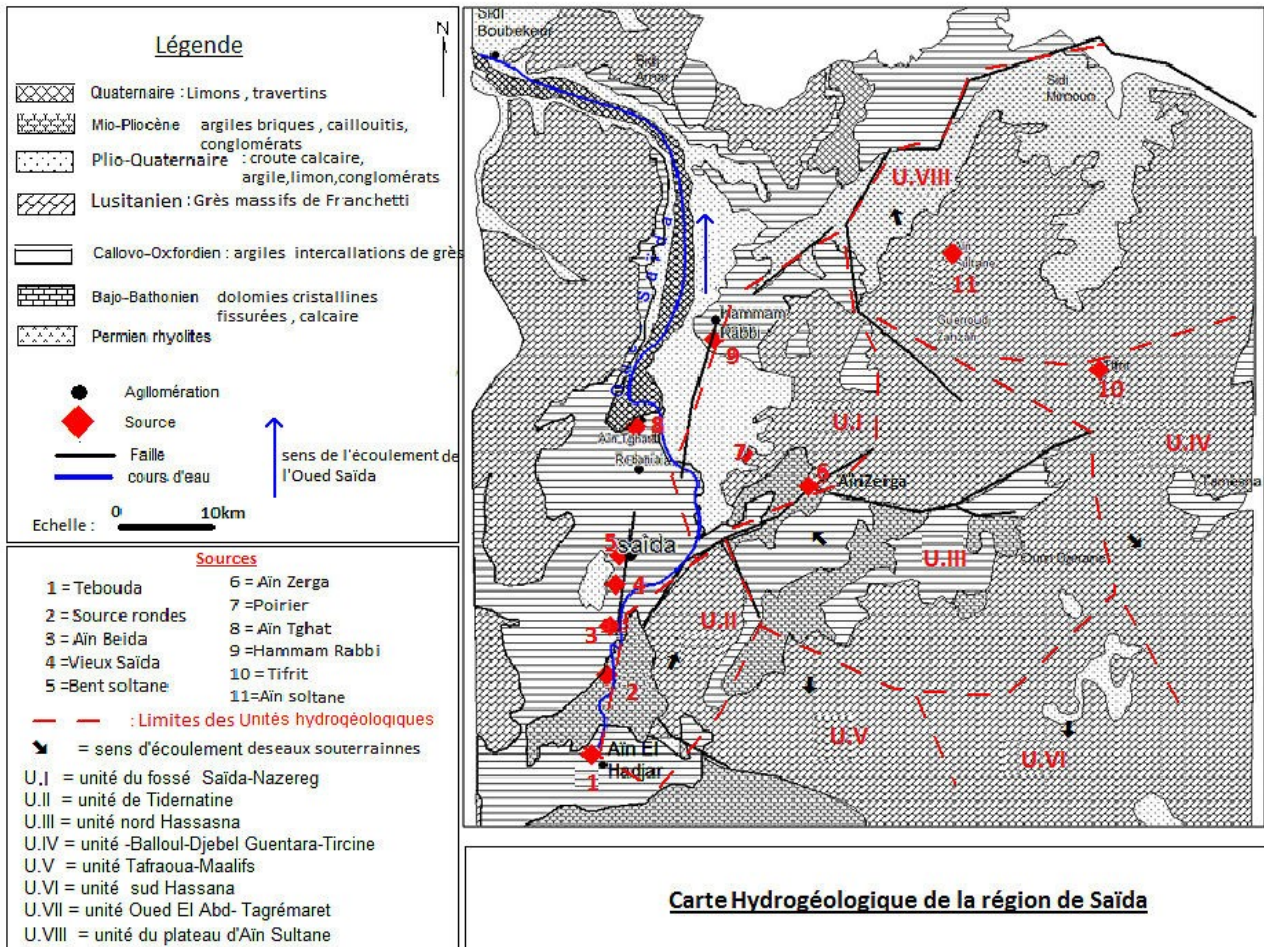 Légende
N
Quaternaire : Limons , travertins
Mio-Pliocène argiles briques , caillouitis,
conglomérats
Plio-Quaternaire : croute calcaire,
argile,limon,conglomérats
Lusitanien : Grès massifs de Franchetti
Callovo-Oxfordien : argiles intercallations de grès
Bajo-Bathonien dolomies cristallines
fissurées , calcaire
Permien rhyolites
Agllomération
Source
Faille
cours d'eau
sens de l'écoulement de
l'Oued Saïda
Echelle : 0 10km
Sources
1 = Tebouda
2 = Source rondes
3 = Aïn Beida
4 = Vieux Saïda
5 =Bent soltane
6 = Aïn Zerga
7 =Poirier
8 = Aïn Tghat
9 = Hammam Rabbi
10 = Tifrit
11=Aïn soltane
: Limites des Unités hydrogéologiques
= sens d'écoulement deseaux souterrainnes
U.I = unité du fossé Saïda-Nazereg
U.II = unité de Tidernatine
U.III = unité nord Hassasna
U.IV = unité -Balloul-Djebel Guentara-Tircine
U.V = unité Tafraoua-Maalifs
U.VI = unité sud Hassana
U.VII = unité Oued El Abd- Tagrémaret
U.VIII = unité du plateau d'Aïn Sultane
Sidi
Boubekeur
Sidi
Amar
Sidi
Mimoun
U.VIII
Sultane
11
Hammam
Rabbi
9
Tifrit
10
U.I
8
Aïn Tghat
7
6
AïnZerga
U.IV
Tamesna
5
saïda
4
U.III
3
U.II
2
U.V
U.VI
Aïn El
Hadjar
1
Carte Hydrogéologique de la région de Saïda